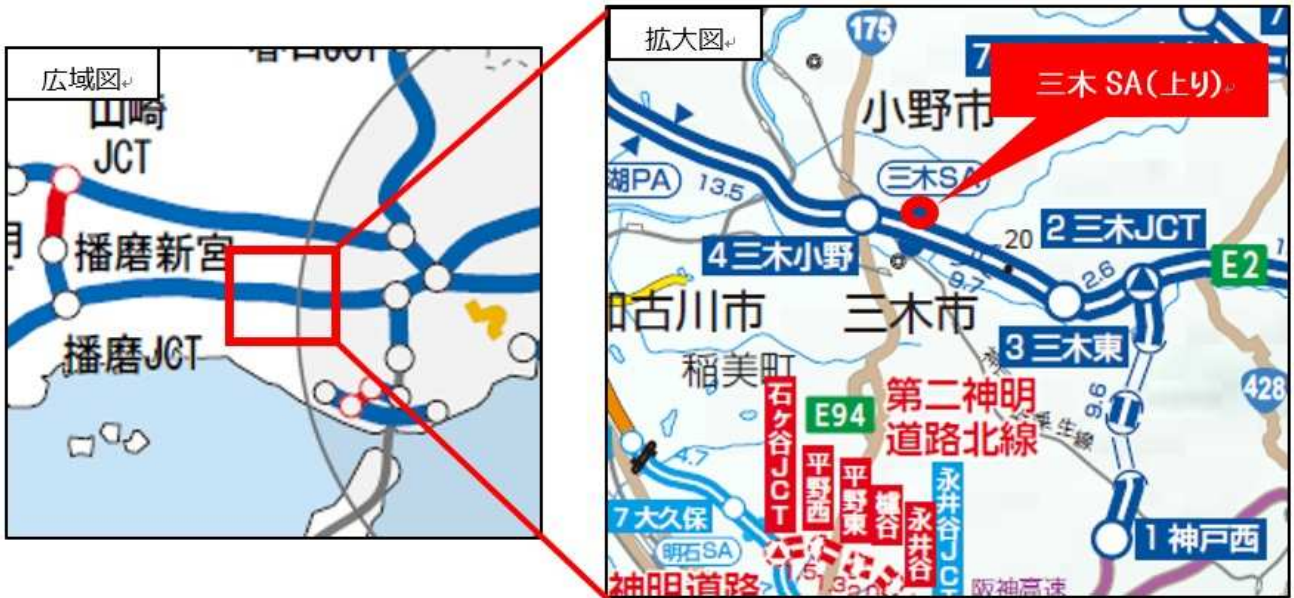 広域図
山崎
JCT
播磨新宮
播磨JCT
拡大図
175
三木 SA(上り)
小野市
湖PA
13.5
三木SA
4 三木小野
20
9.7
2 三木JCT
2.6
E2
古川市
三木市
3 三木東
稲美町
428
9.6
石ヶ谷JCT
E94
第二神明
道路北線
平野西
平野東
櫨谷
永井谷
永井谷JCT
4.7
7 大久保
明石SA
1 神戸西
神明道路
阪神高速